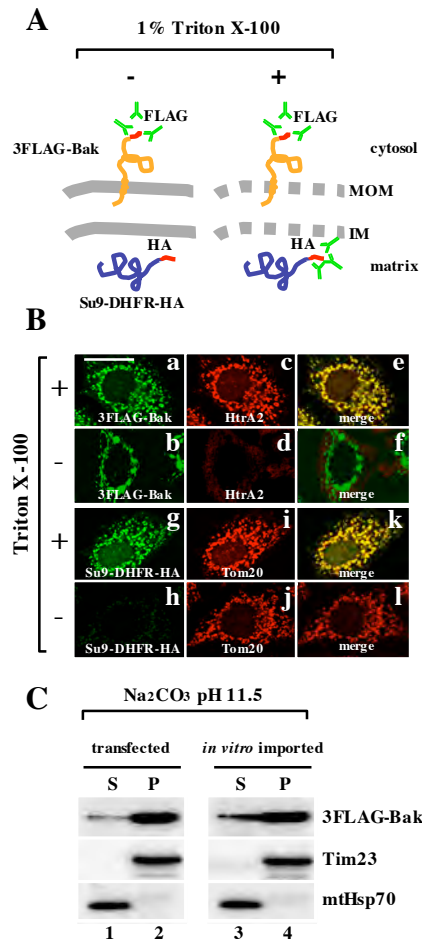 A
1% Triton X-100
- +
FLAG FLAG
3FLAG-Bak
cytosol
MOM
IM
HA HA
matrix
Su9-DHFR-HA
B
Triton X-100
+
a c e
3FLAG-Bak HtrA2 merge
-
b d f
3FLAG-Bak HtrA2 merge
+
g i k
Su9-DHFR-HA Tom20 merge
-
h j l
Su9-DHFR-HA Tom20 merge
C
Na2CO3 pH 11.5
transfected in vitro imported
S P S P
3FLAG-Bak
Tim23
mtHsp70
1 2 3 4